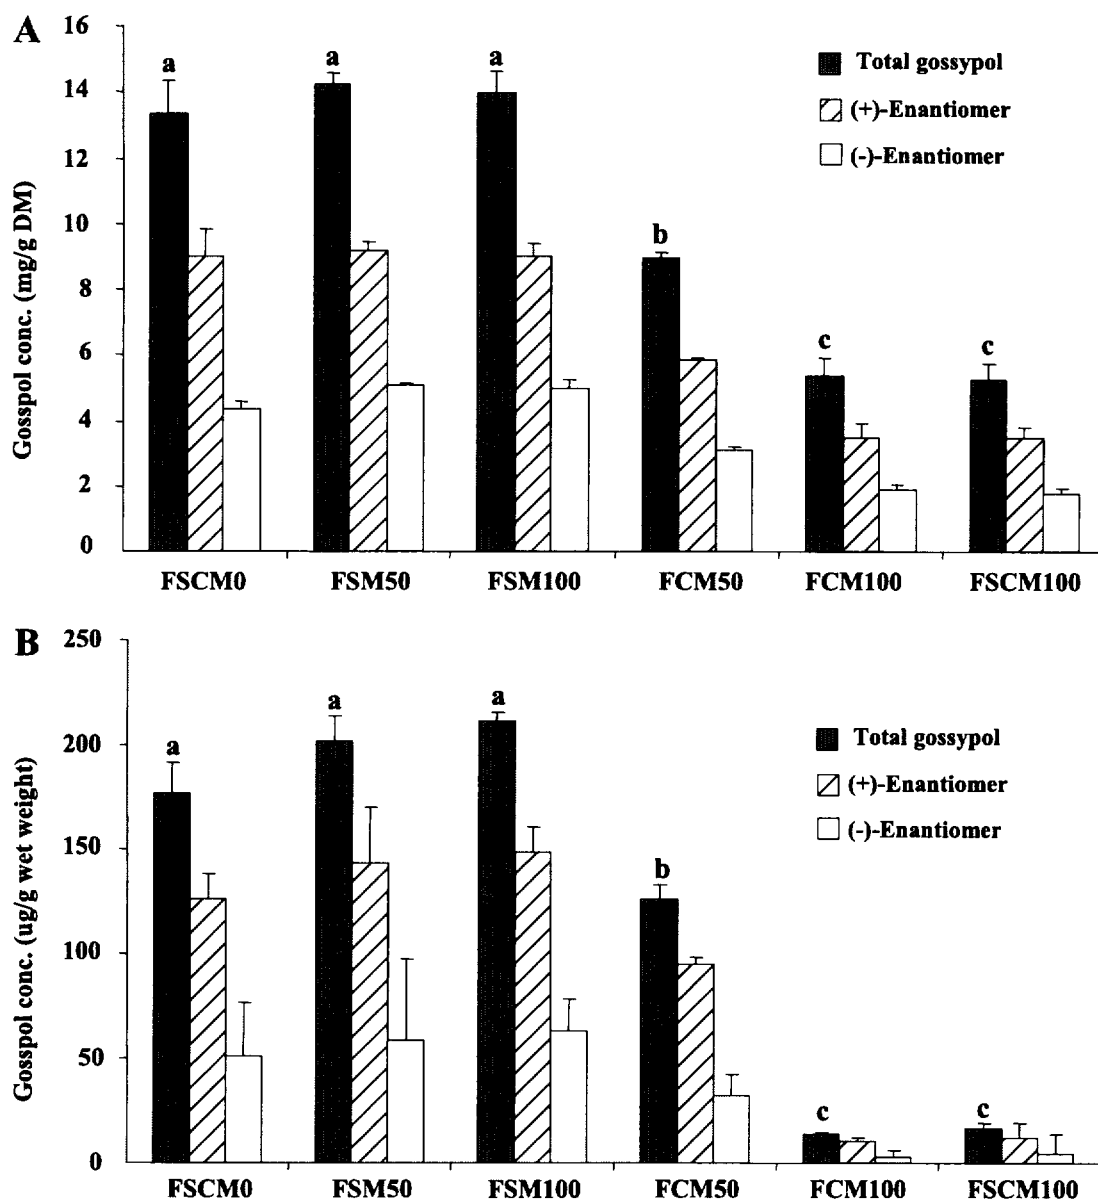 A
16
14
12
10
8
6
4
2
0
Gosspol conc. (mg/g DM)
a
a
a
b
c
c
Total gossypol
(+)-Enantiomer
(-)-Enantiomer
FSCM0 FSM50 FSM100 FCM50 FCM100 FSCM100
B
250
200
150
100
50
0
Gosspol conc. (ug/g wet weight)
a
a
a
b
c
c
Total gossypol
(+)-Enantiomer
(-)-Enantiomer
FSCM0 FSM50 FSM100 FCM50 FCM100 FSCM100